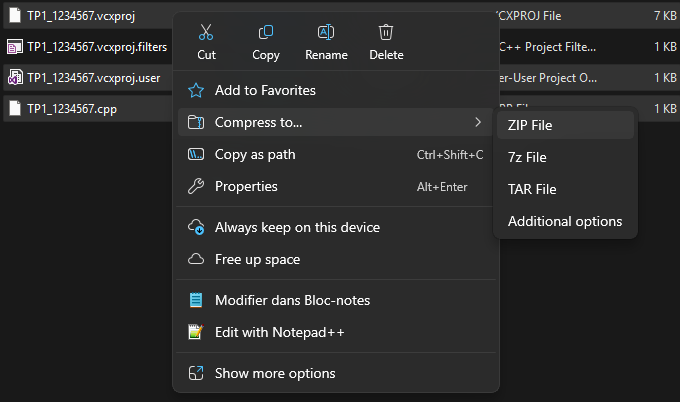 TP1_1234567.vcxproj
VCXPROJ File 7 KB
TP1_1234567.vcxproj.filters
C++ Project Filte... 1 KB
TP1_1234567.vcxproj.user
er-User Project O... 1 KB
TP1_1234567.cpp
1 KB
Cut Copy Rename Delete
Add to Favorites
Compress to...
Copy as path Ctrl+Shift+C
Properties Alt+Enter
Always keep on this device
Free up space
Modifier dans Bloc-notes
Edit with Notepad++
Show more options
ZIP File
7z File
TAR File
Additional options